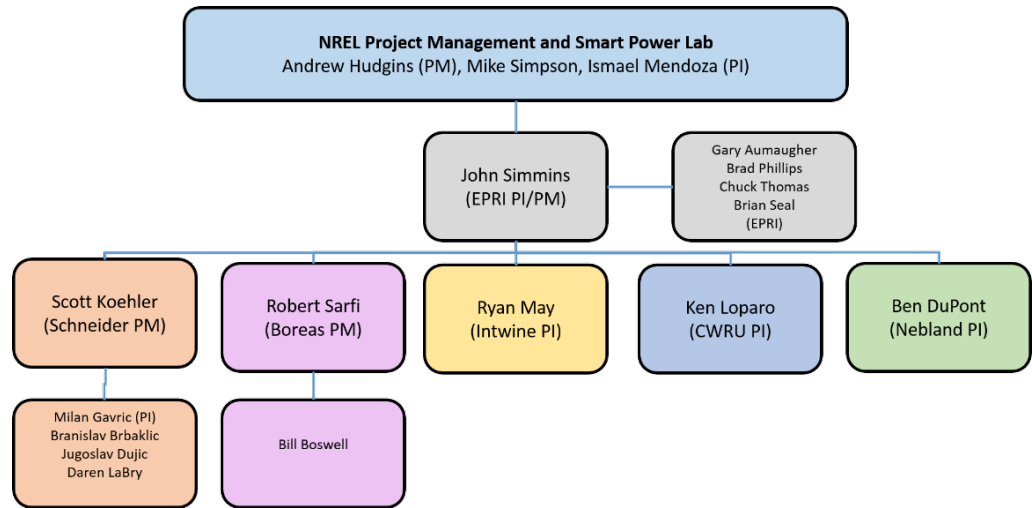 NREL Project Management and Smart Power Lab
Andrew Hudgins (PM), Mike Simpson, Ismael Mendoza (PI)
John Simmins
(EPRI PI/PM)
Gary Aumaugher
Brad Phillips
Chuck Thomas
Brian Seal
(EPRI)
Scott Koehler
(Schneider PM)
Robert Sarfi
(Boreas PM)
Ryan May
(Intwine PI)
Ken Loparo
(CWRU PI)
Ben DuPont
(Nebland PI)
Milan Gavric (PI)
Branislav Brbaklic
Jugoslav Dujic
Daren LaBry
Bill Boswell